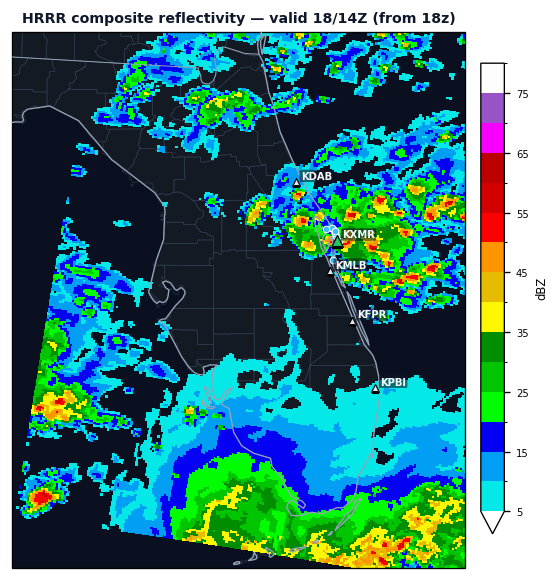 HRRR composite reflectivity — valid 18/14Z (from 18z)
KDAB
KXMR
KMLB
KFPR
KPBI
75
65
55
45
35
25
15
5
dBZ